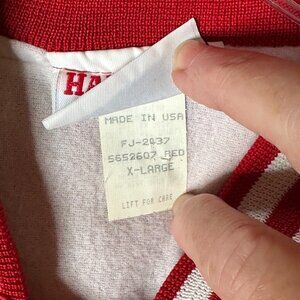 HA
MADE IN USA
FJ-2037
5652607 RED
X-LARGE
LIFT FOR CARE